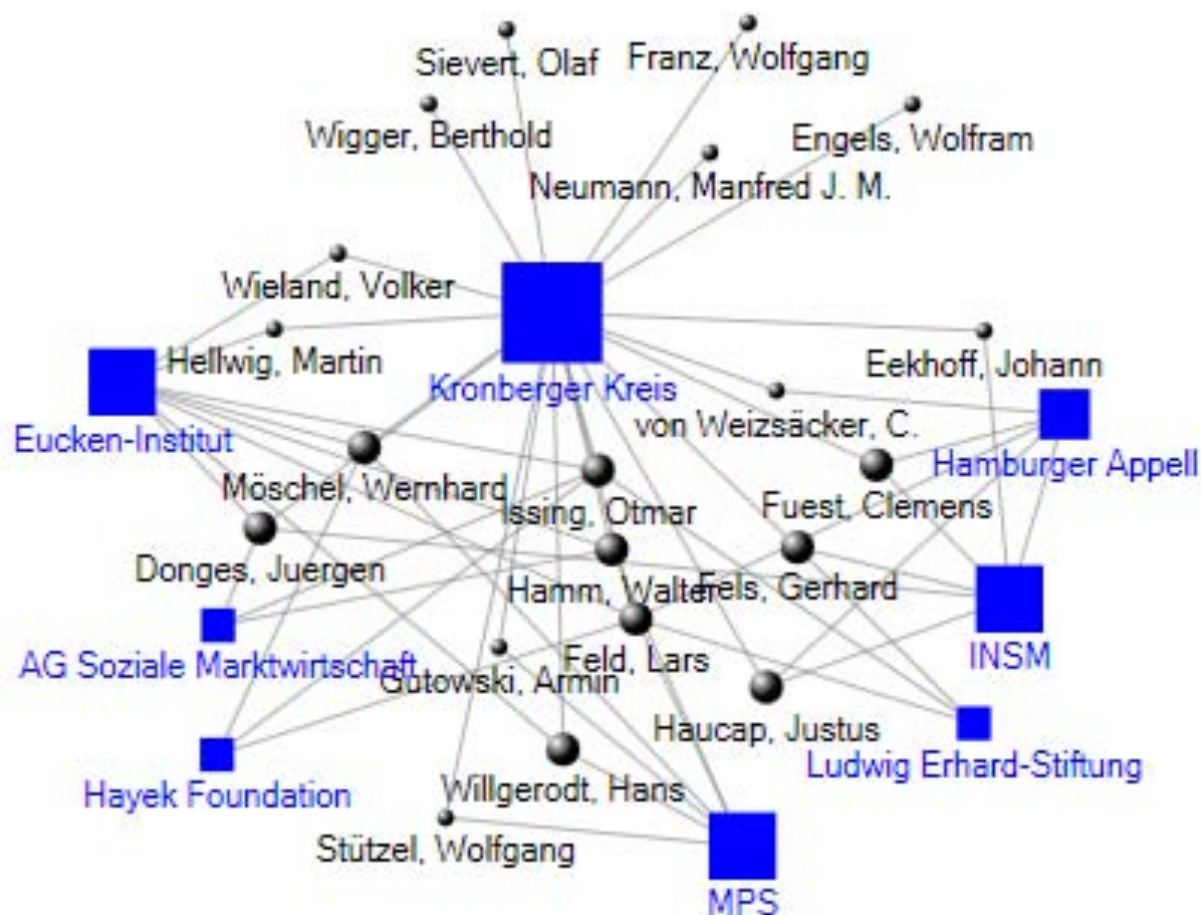 Sievert, Olaf
Franz, Wolfgang
Wigger, Berthold
Engels, Wolfram
Neumann, Manfred J. M.
Wieland, Volker
Hellwig, Martin
Kronberger Kreis
Eekhoff, Johann
Eucken-Institut
von Weizsäcker, C.
Hamburger Appell
Möschel, Wernhard
Issing, Otmar
Fuest, Clemens
Donges, Juergen
Hamm, Walter
Fels, Gerhard
AG Soziale Marktwirtschaft
Feld, Lars
INSM
Gutowski, Armin
Haucap, Justus
Ludwig Erhard-Stiftung
Hayek Foundation
Willgerodt, Hans
Stützel, Wolfgang
MPS